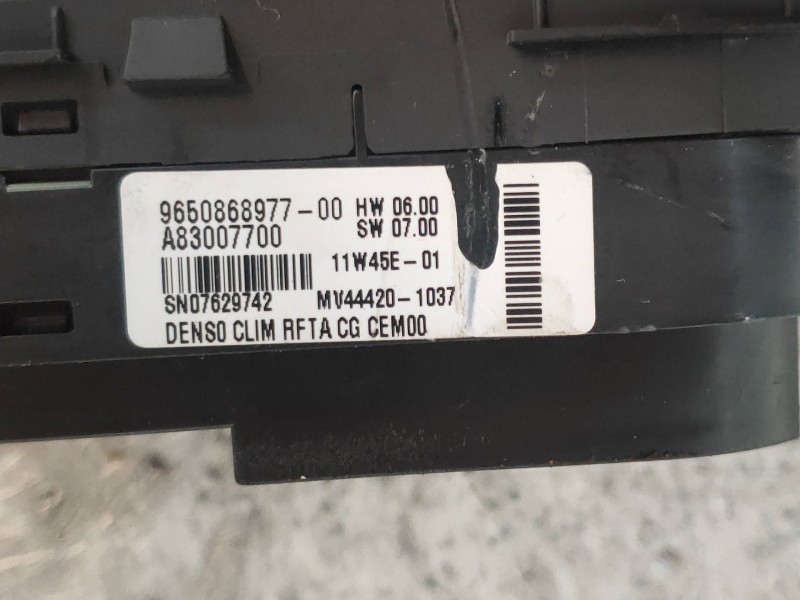 9650868977-00 HW 06.00
A83007700 SW 07.00
11W45E-01
SN07629742 MV44420-1037
DENSO CLIM RFTA CG CEM00